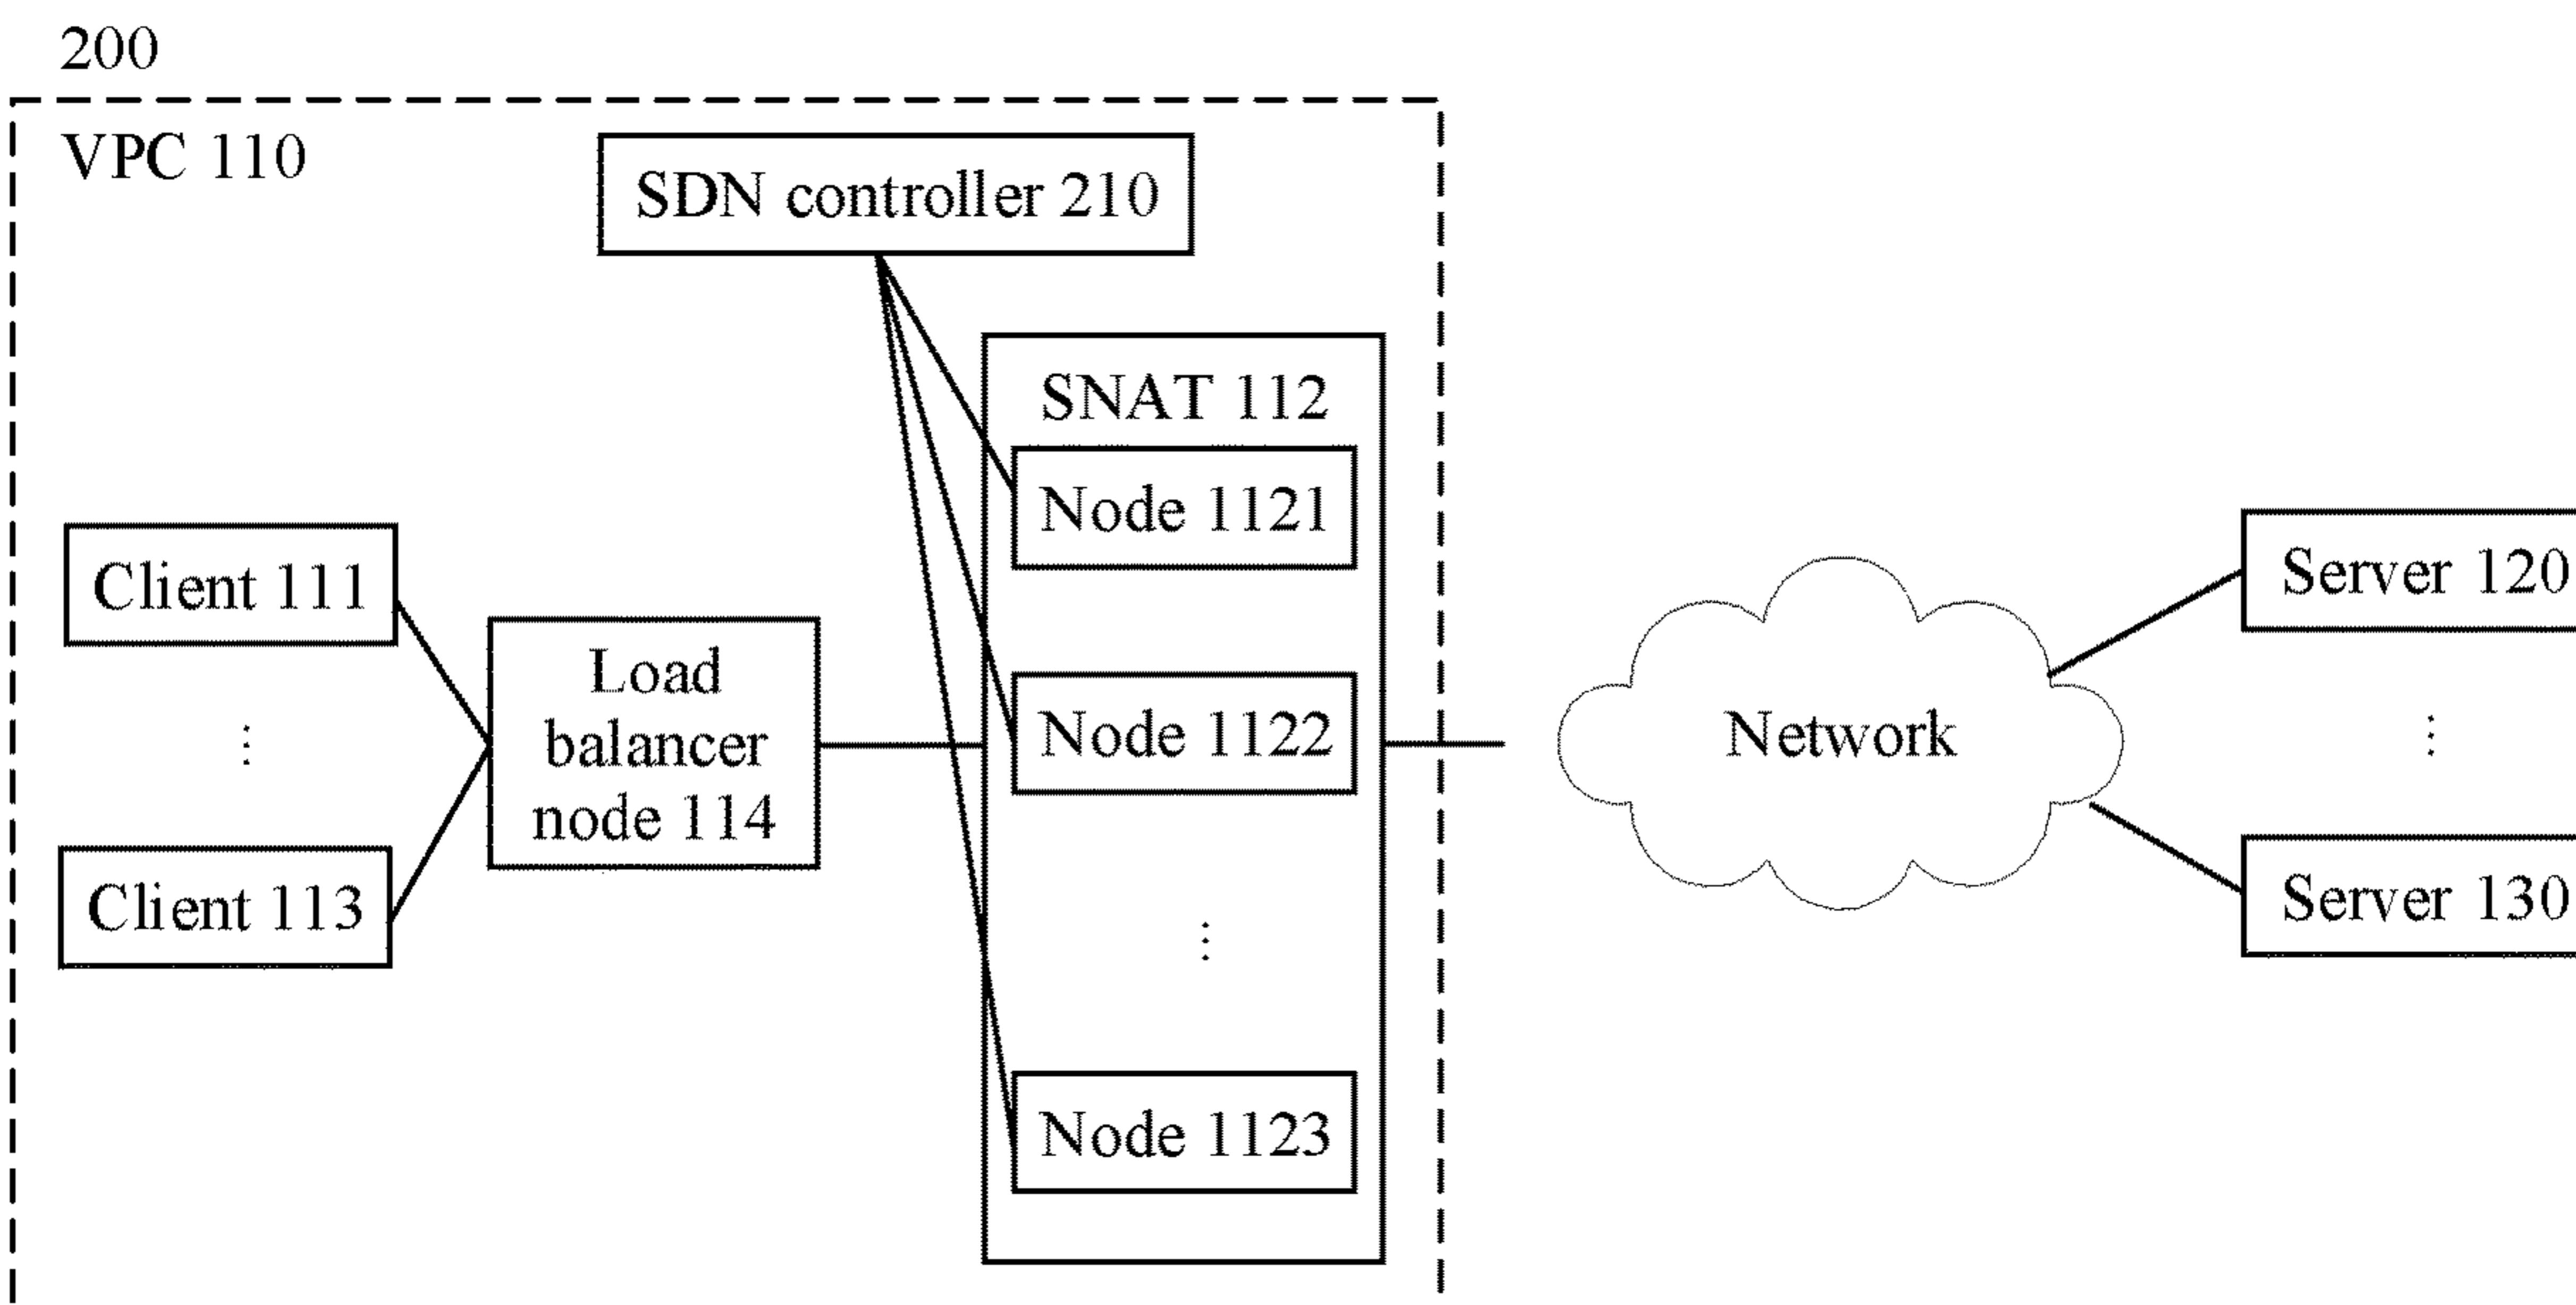 200
VPC 110
SDN controller 210
SNAT 112
Node 1121
Client 111
Server 120
Load
balancer
node 114
Node 1122
Network
⋮
⋮
Client 113
Server 130
⋮
Node 1123